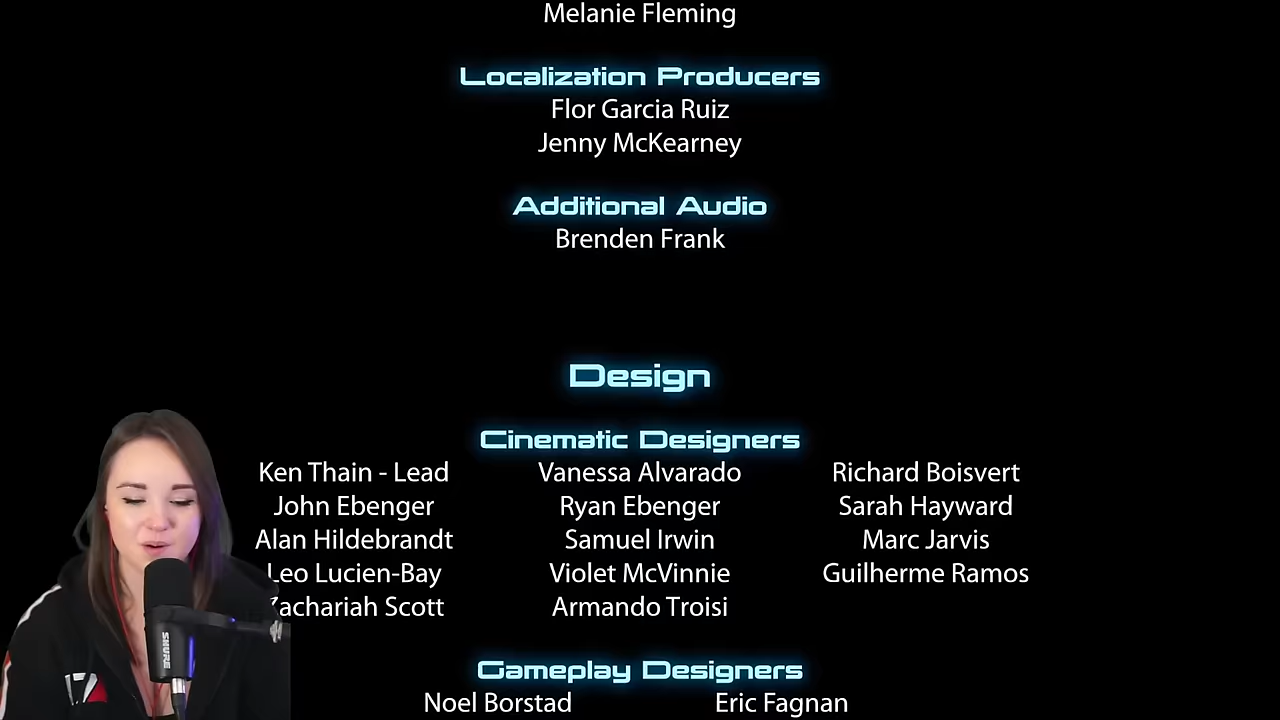 Melanie Fleming
Localization Producers
Flor Garcia Ruiz
Jenny McKearney
Additional Audio
Brenden Frank
Design
Cinematic Designers
Ken Thain - Lead Vanessa Alvarado Richard Boisvert
John Ebenger Ryan Ebenger Sarah Hayward
Alan Hildebrandt Samuel Irwin Marc Jarvis
Leo Lucien-Bay Violet McVinnie Guilherme Ramos
Zachariah Scott Armando Troisi
Gameplay Designers
Noel Borstad Eric Fagnan
SHURE